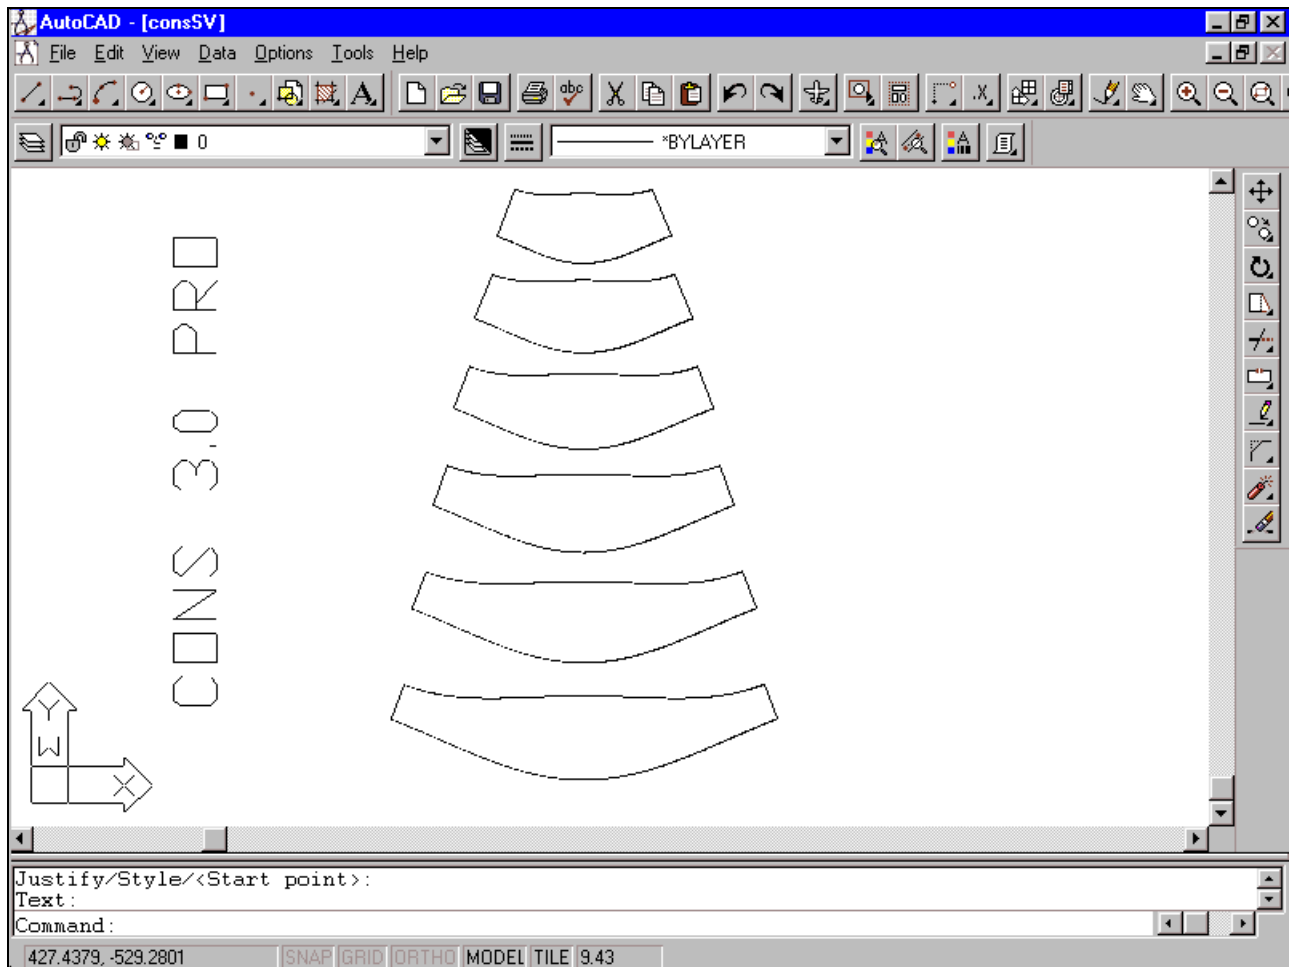 AutoCAD - [consSV]
File Edit View Data Options Tools Help
A abc .X
0 *BYLAYER
CONS 3.0 PRO
Y
W
X
Justify/Style/<Start point>:
Text:
Command:
427.4379, -529.2801 SNAP GRID ORTHO MODEL TILE 9.43